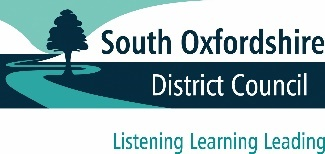 South Oxfordshire
District Council
Listening Learning Leading